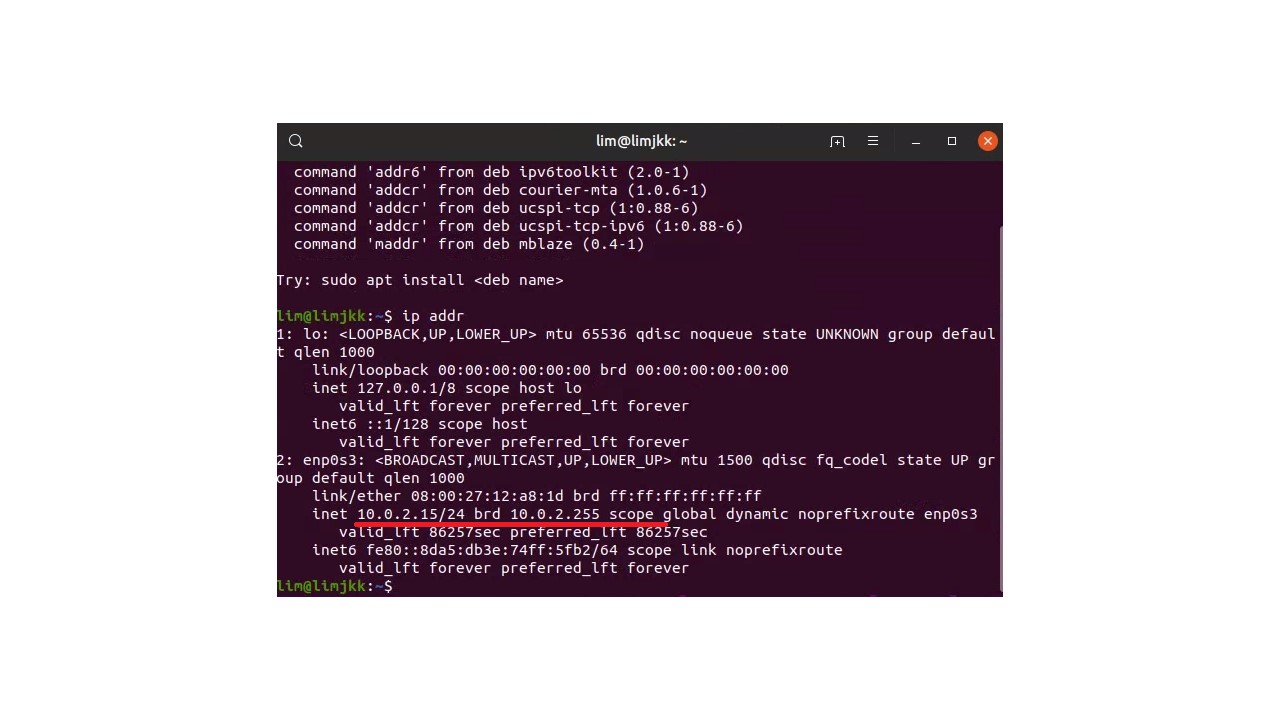 lim@limjkk: ~
command 'addr6' from deb ipv6toolkit (2.0-1)
command 'addcr' from deb courier-mta (1.0.6-1)
command 'addcr' from deb ucspi-tcp (1:0.88-6)
command 'addcr' from deb ucspi-tcp-ipv6 (1:0.88-6)
command 'maddr' from deb mblaze (0.4-1)
Try: sudo apt install <deb name>
lim@limjkk:~$ ip addr
1: lo: <LOOPBACK,UP,LOWER_UP> mtu 65536 qdisc noqueue state UNKNOWN group defaul
t qlen 1000
link/loopback 00:00:00:00:00:00 brd 00:00:00:00:00:00
inet 127.0.0.1/8 scope host lo
valid_lft forever preferred_lft forever
inet6 ::1/128 scope host
valid_lft forever preferred_lft forever
2: enp0s3: <BROADCAST,MULTICAST,UP,LOWER_UP> mtu 1500 qdisc fq_codel state UP gr
oup default qlen 1000
link/ether 08:00:27:12:a8:1d brd ff:ff:ff:ff:ff:ff
inet 10.0.2.15/24 brd 10.0.2.255 scope global dynamic noprefixroute enp0s3
valid_lft 86257sec preferred_lft 86257sec
inet6 fe80::8da5:db3e:74ff:5fb2/64 scope link noprefixroute
valid_lft forever preferred_lft forever
lim@limjkk:~$